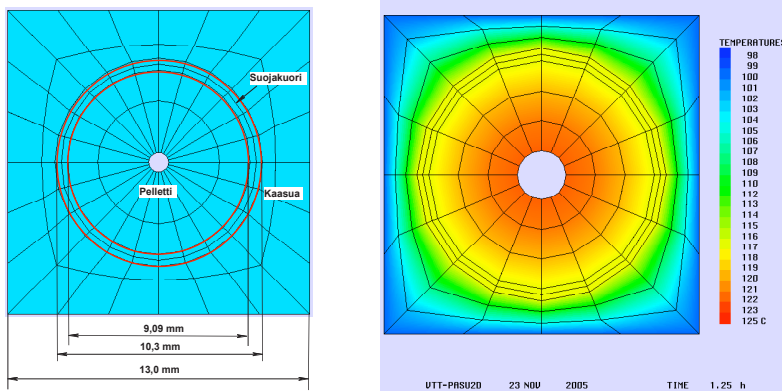 Suojakuori
Pelletti
Kaasua
9,09 mm
10,3 mm
13,0 mm
TEMPERATURES
98
99
100
101
102
103
104
105
106
107
108
109
110
112
113
114
115
116
117
118
119
120
121
122
123
125 C
VTT-PASU2D 23 NOV 2005 TIME 1.25 h